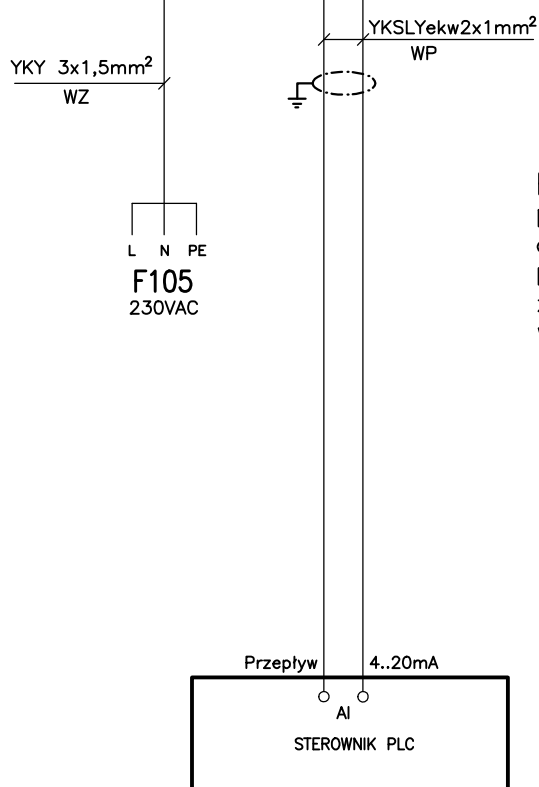 YKSLYekw2x1mm²
WP
YKY 3x1,5mm²
WZ
L N PE
F105
230VAC
Przepływ 4..20mA
AI
STEROWNIK PLC